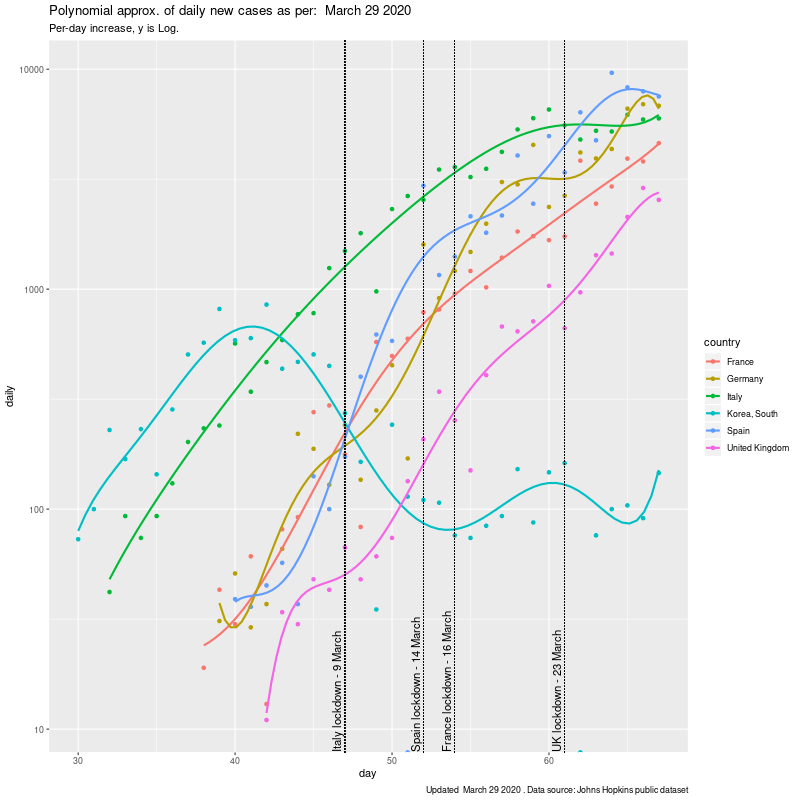 Polynomial approx. of daily new cases as per: March 29 2020
Per-day increase, y is Log.
10000
1000
100
10
daily
30
40
50
60
day
Italy lockdown - 9 March
Spain lockdown - 14 March
France lockdown - 16 March
UK lockdown - 23 March
country
France
Germany
Italy
Korea, South
Spain
United Kingdom
Updated March 29 2020 . Data source: Johns Hopkins public dataset